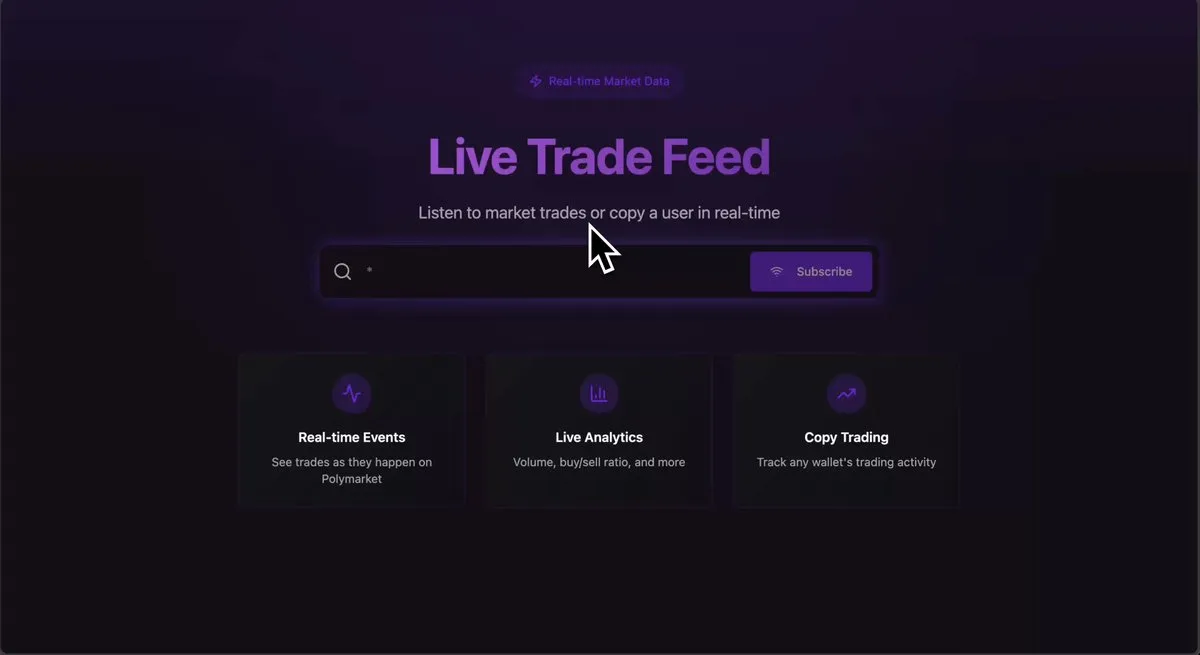 Real-time Market Data
Live Trade Feed
Listen to market trades or copy a user in real-time
*
Subscribe
Real-time Events
See trades as they happen on
Polymarket
Live Analytics
Volume, buy/sell ratio, and more
Copy Trading
Track any wallet's trading activity